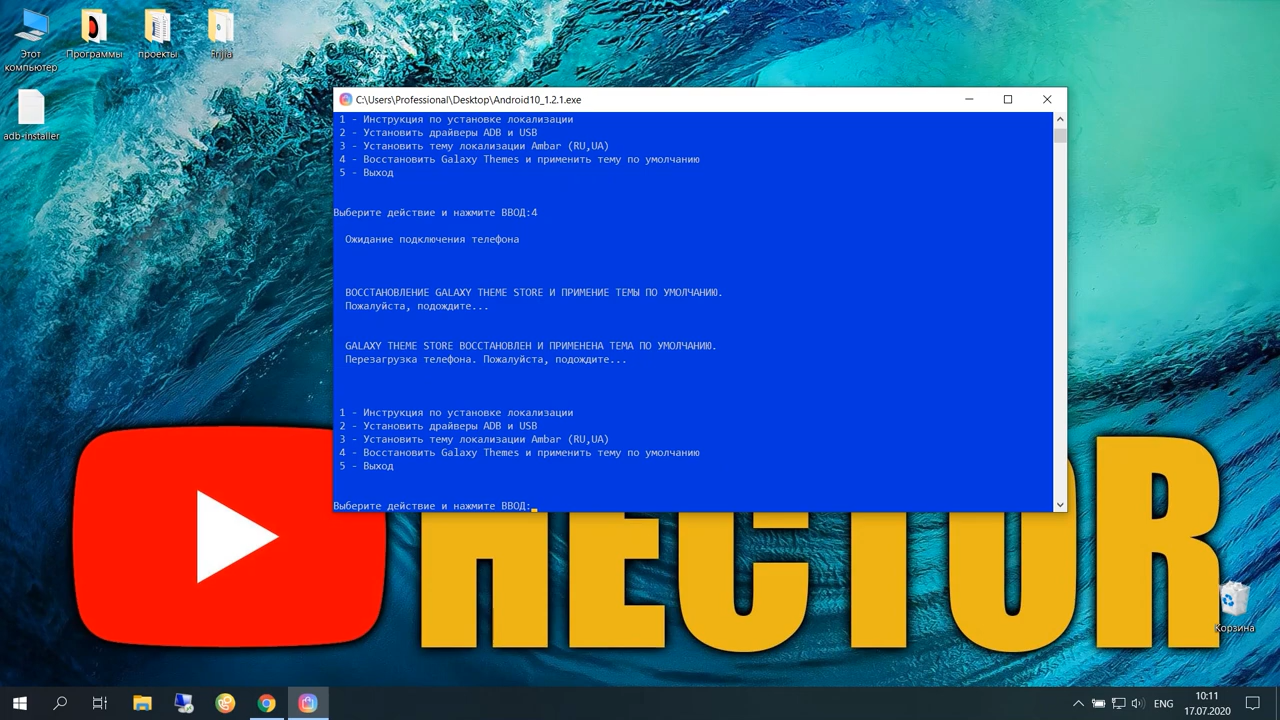 Этот
компьютер
Программы
проекты
Frija
adb-installer
C:\Users\Professional\Desktop\Android10_1.2.1.exe
1 - Инструкция по установке локализации
2 - Установить драйверы ADB и USB
3 - Установить тему локализации Ambar (RU,UA)
4 - Восстановить Galaxy Themes и применить тему по умолчанию
5 - Выход
Выберите действие и нажмите ВВОД:4
Ожидание подключения телефона
ВОССТАНОВЛЕНИЕ GALAXY THEME STORE И ПРИМЕНИЕ ТЕМЫ ПО УМОЛЧАНИЮ.
Пожалуйста, подождите...
GALAXY THEME STORE ВОССТАНОВЛЕН И ПРИМЕНЕНА ТЕМА ПО УМОЛЧАНИЮ.
Перезагрузка телефона. Пожалуйста, подождите...
1 - Инструкция по установке локализации
2 - Установить драйверы ADB и USB
3 - Установить тему локализации Ambar (RU,UA)
4 - Восстановить Galaxy Themes и применить тему по умолчанию
5 - Выход
Выберите действие и нажмите ВВОД:
HECTOR
Корзина
ENG
10:11
17.07.2020